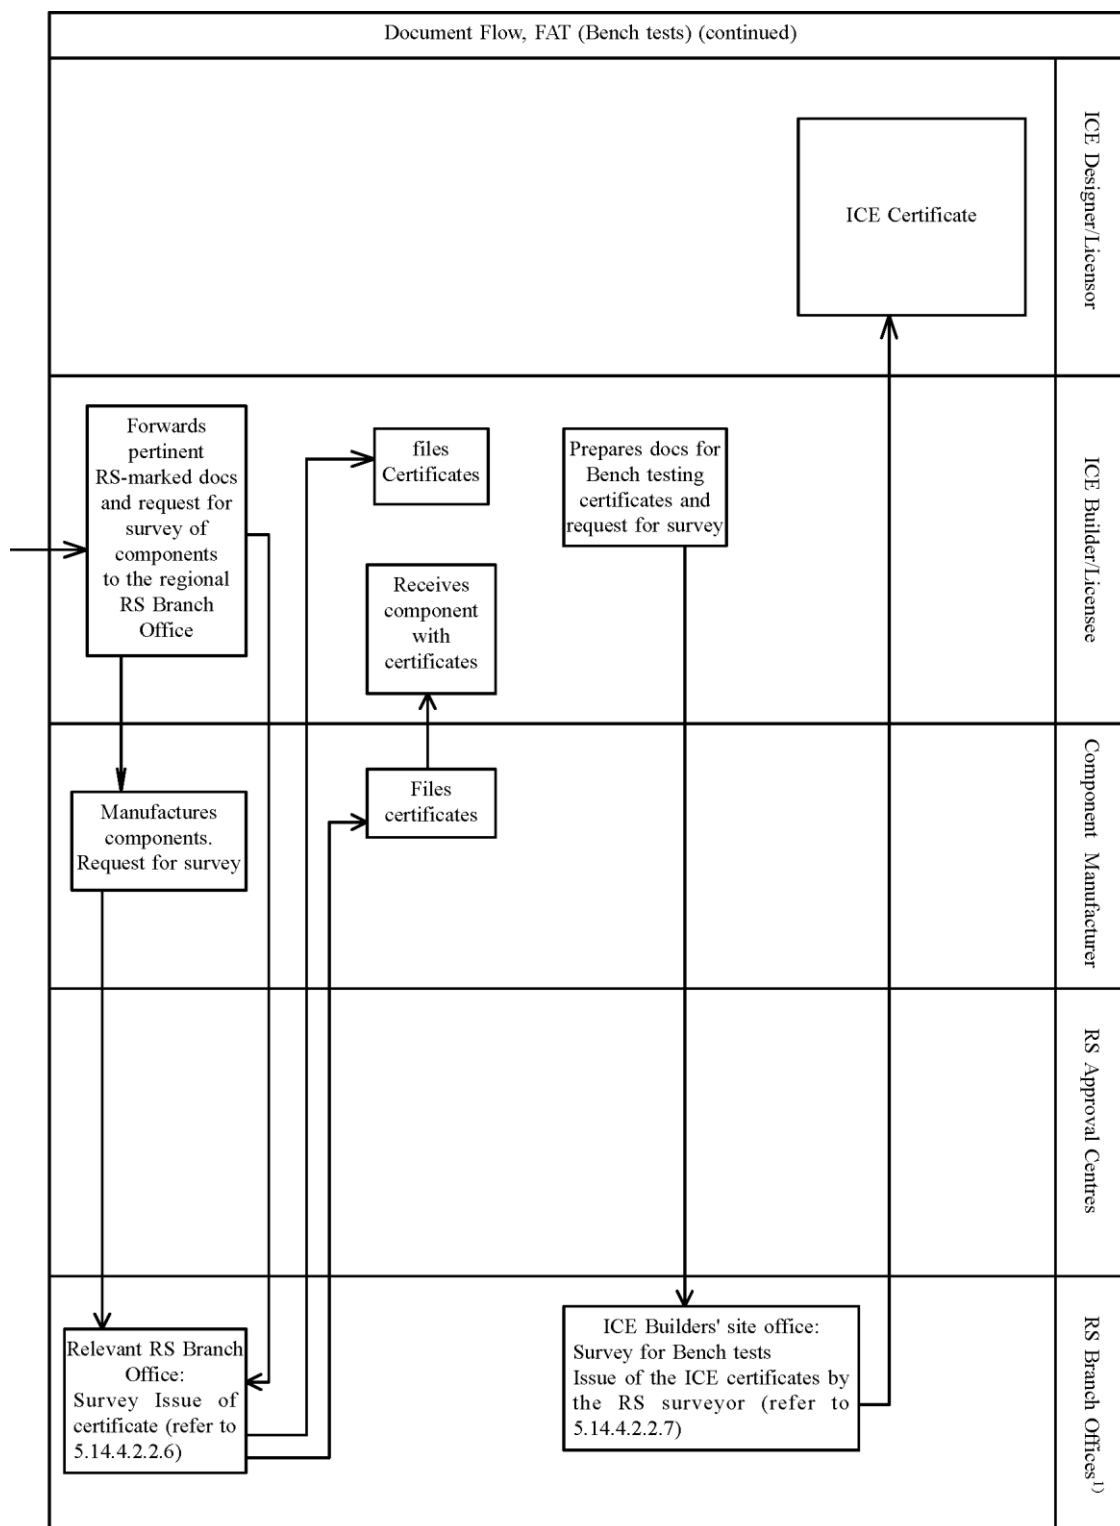 Document Flow, FAT (Bench tests) (continued)
ICE Certificate
ICE Designer/Licensor
Forwards
pertinent
RS-marked docs
and request for
survey of
components
to the regional
RS Branch
Office
files
Certificates
Prepares docs for
Bench testing
certificates and
request for survey
Receives
component
with
certificates
ICE Builder/Licensee
Manufactures
components.
Request for survey
Files
certificates
Component Manufacturer
RS Approval Centres
Relevant RS Branch
Office:
Survey Issue of
certificate (refer to
5.14.4.2.2.6)
ICE Builders' site office:
Survey for Bench tests
Issue of the ICE certificates by
the RS surveyor (refer to
5.14.4.2.2.7)
RS Branch Offices1)